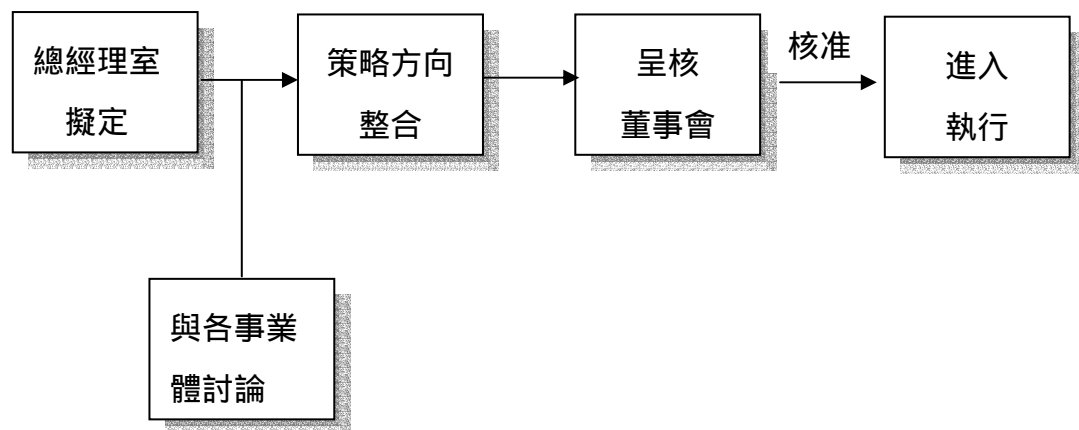 總經理室
擬定
策略方向
整合
呈核
董事會
核准
進入
執行
與各事業
體討論